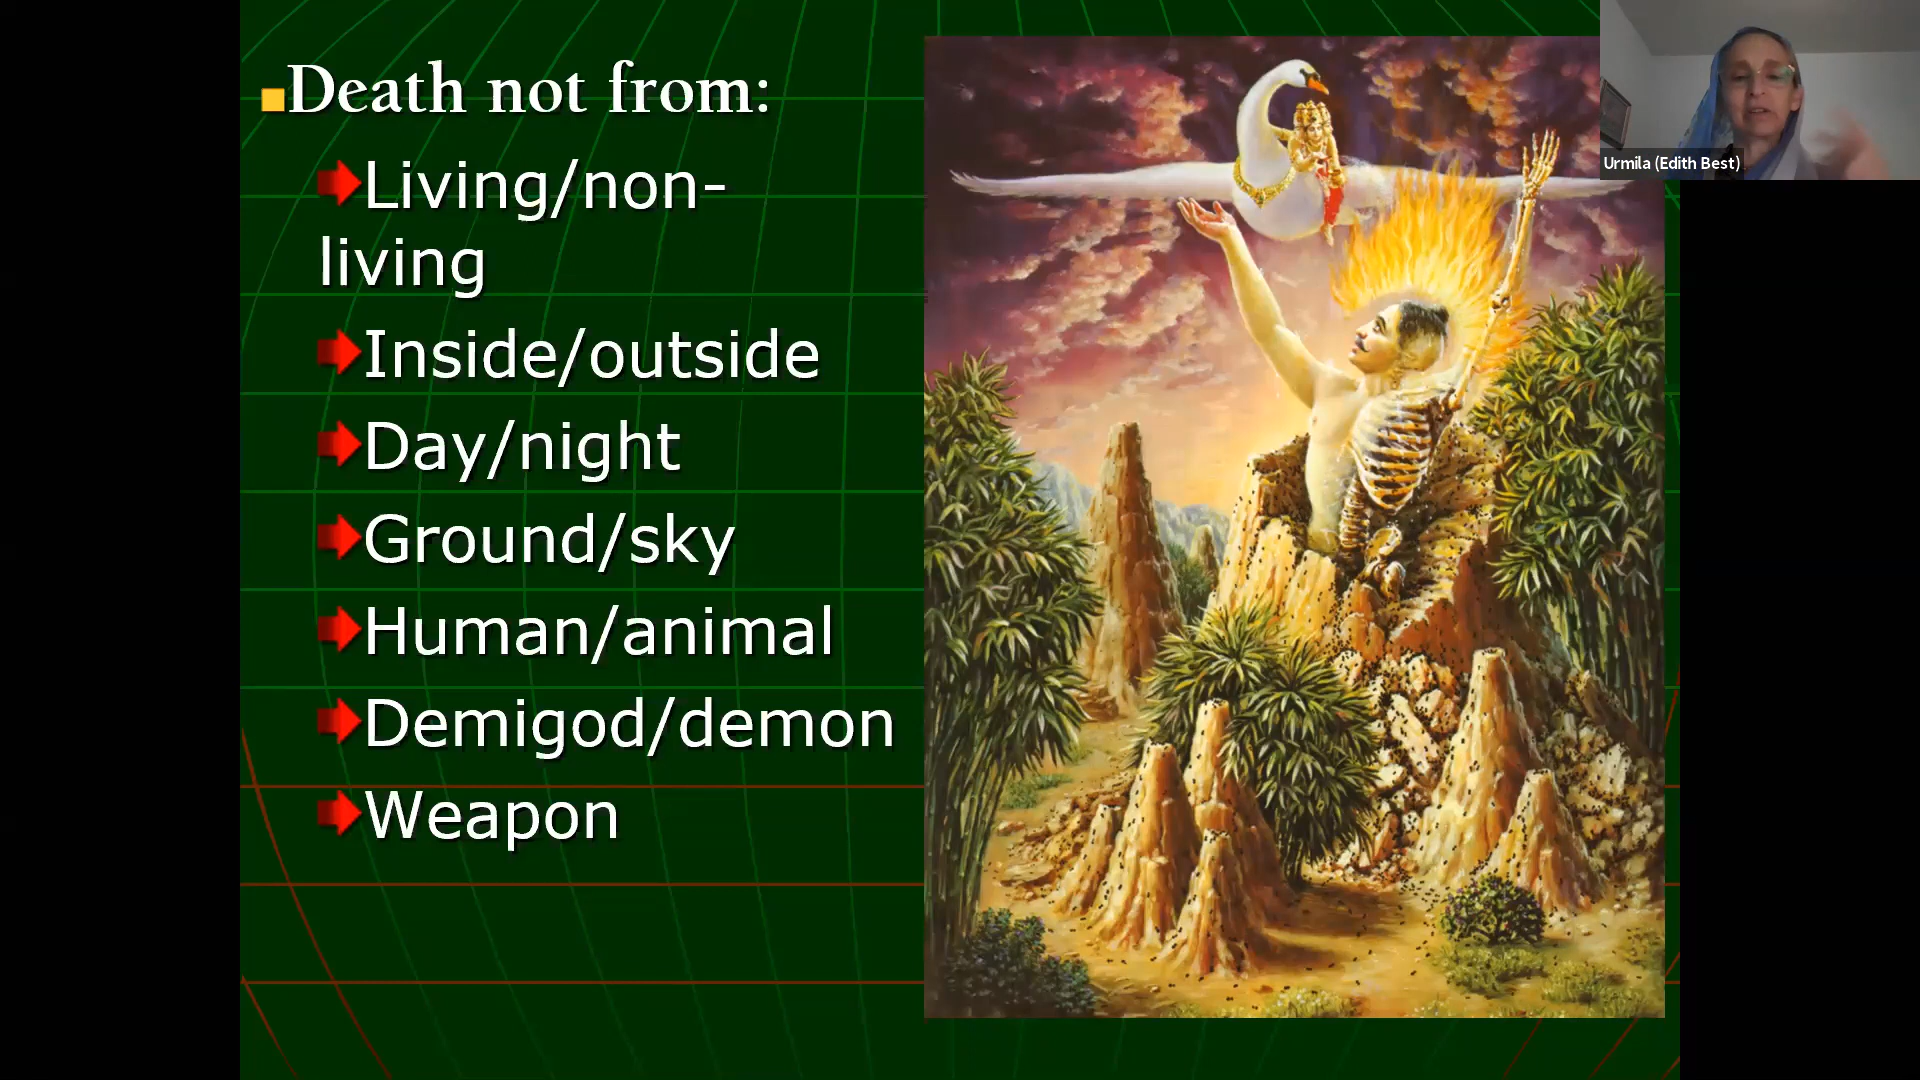 Death not from:
Living/non-
living
Inside/outside
Day/night
Ground/sky
Human/animal
Demigod/demon
Weapon
Urmila (Edith Best)